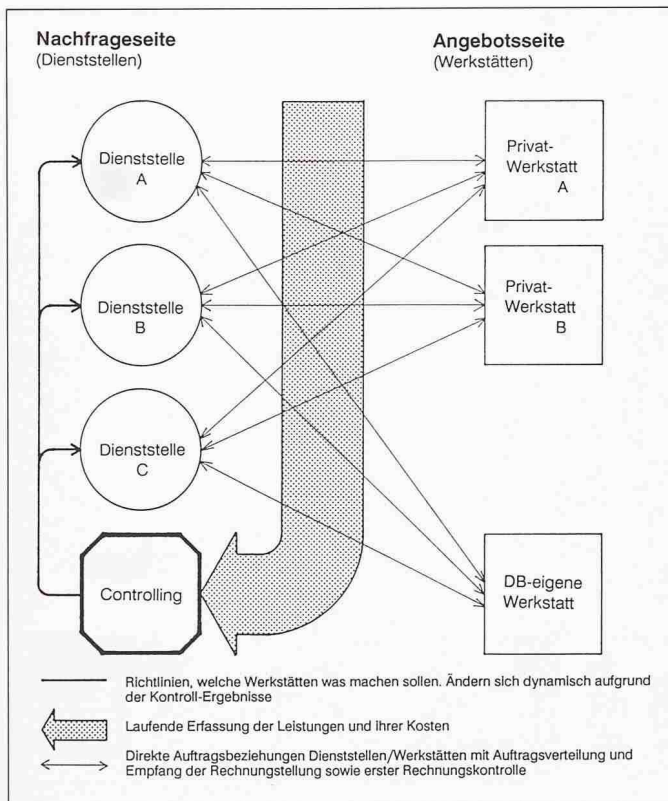 Nachfrageseite
(Dienststellen)
Angebotsseite
(Werkstätten)
Dienststelle
A
Privat-
Werkstatt
A
Dienststelle
B
Privat-
Werkstatt
B
Dienststelle
C
Controlling
DB-eigene
Werkstatt
Richtlinien, welche Werkstätten was machen sollen. Ändern sich dynamisch aufgrund
der Kontroll-Ergebnisse
Laufende Erfassung der Leistungen und ihrer Kosten
Direkte Auftragsbeziehungen Dienststellen/Werkstätten mit Auftragsverteilung und
Empfang der Rechnungstellung sowie erster Rechnungskontrolle